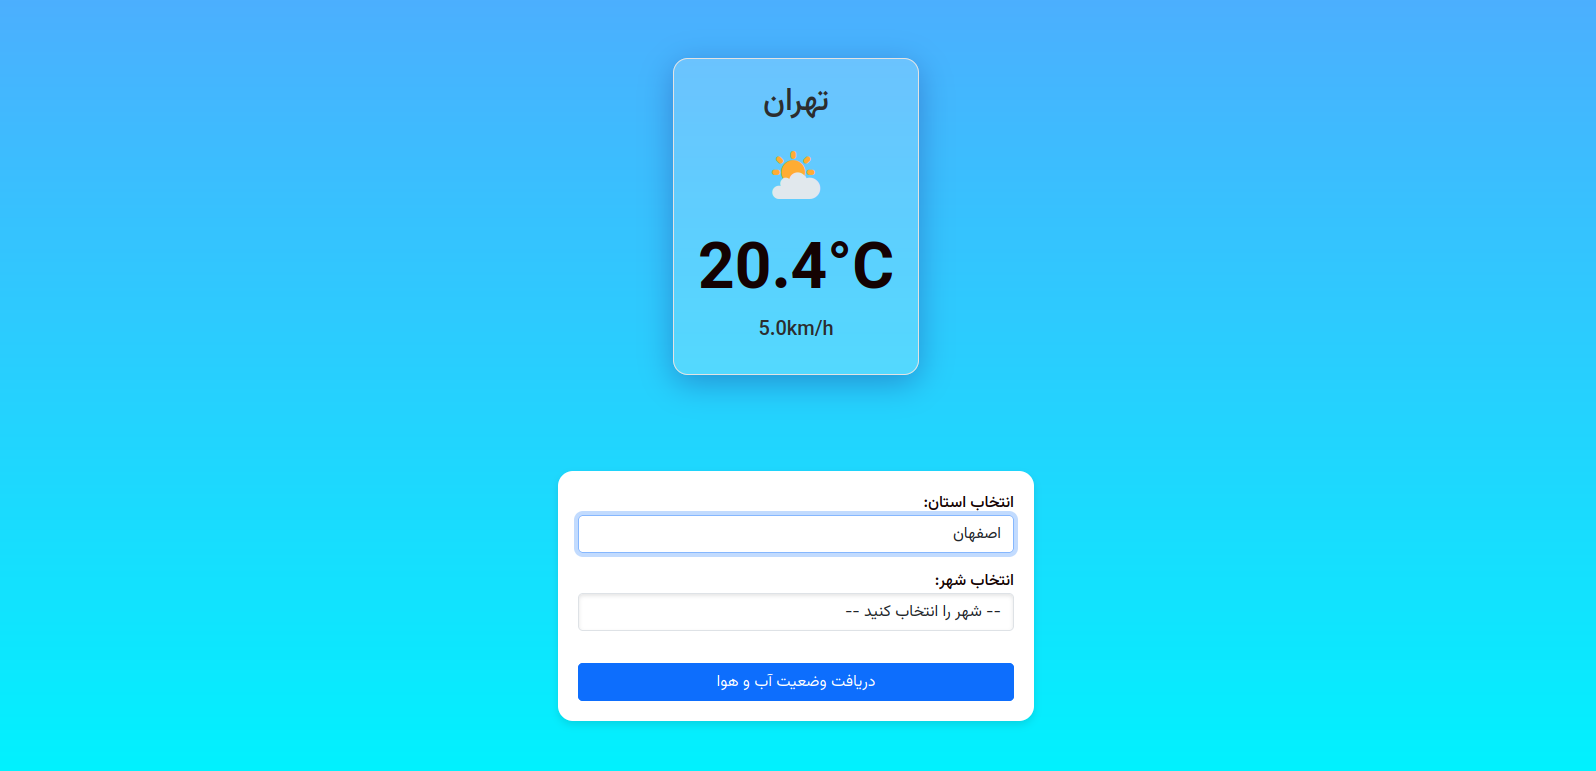 تهران
20.4°C
5.0km/h
انتخاب استان:
اصفهان
انتخاب شهر:
-- شهر را انتخاب کنید --
دریافت وضعیت آب و هوا